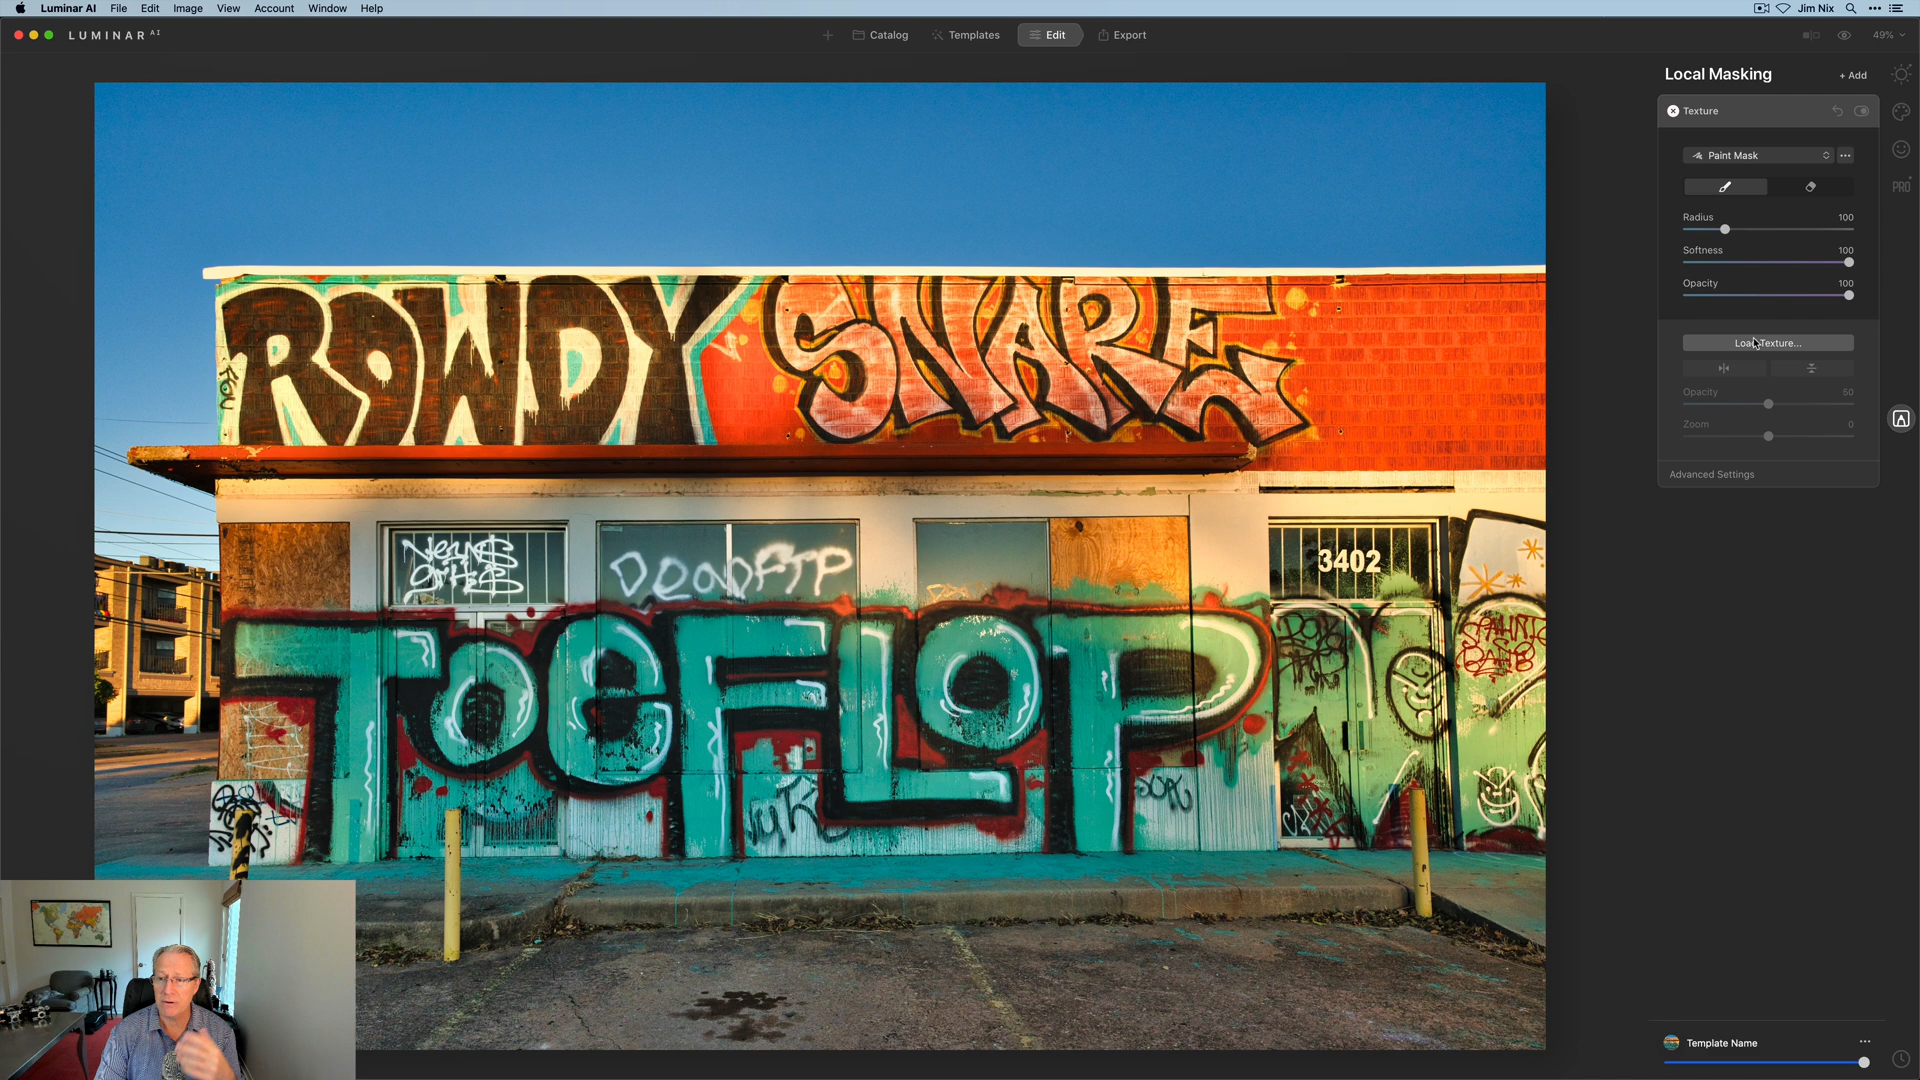 Luminar AI File Edit Image View Account Window Help Jim Nix
LUMINAR AI Catalog Templates Edit Export 49%
Local Masking + Add
Texture
Paint Mask
PRO
Radius 100
Softness 100
Opacity 100
Load Texture...
Opacity 50
Zoom 0
Advanced Settings
ROWDY SNARE
3402
TOEFLOP
Template Name